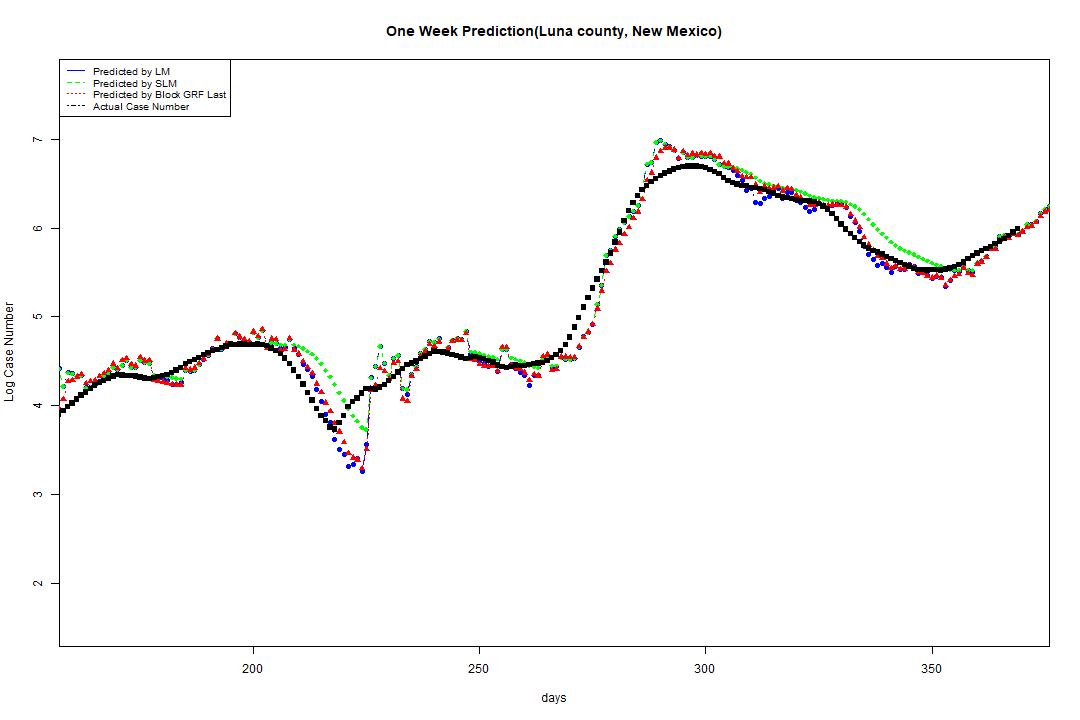 One Week Prediction(Luna county, New Mexico)
Predicted by LM
Predicted by SLM
Predicted by Block GRF Last
Actual Case Number
7
6
5
4
3
2
Log Case Number
200 250 300 350
days